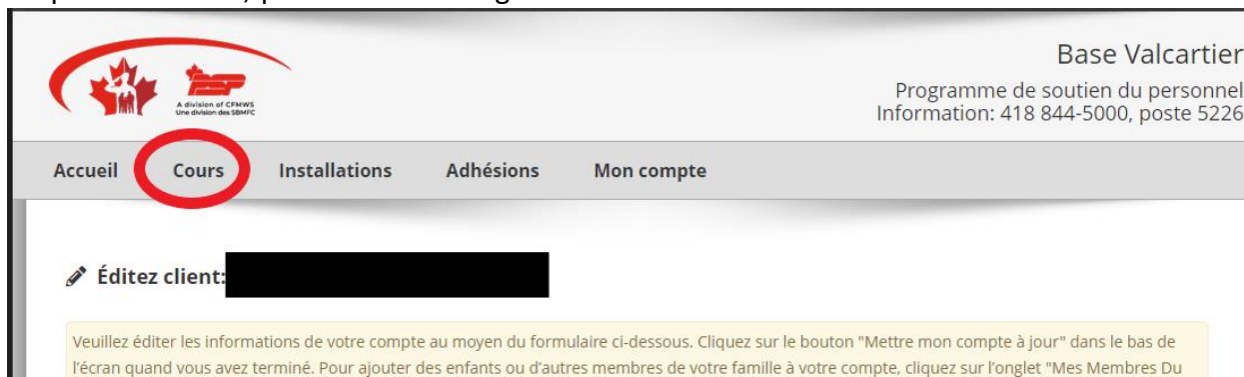 PSP
A division of CFMWS
Une division des SBMFC
Base Valcartier
Programme de soutien du personnel
Information: 418 844-5000, poste 5226
Accueil Cours Installations Adhésions Mon compte
Éditez client:
Veuillez éditer les informations de votre compte au moyen du formulaire ci-dessous. Cliquez sur le bouton "Mettre mon compte à jour" dans le bas de
l'écran quand vous avez terminé. Pour ajouter des enfants ou d'autres membres de votre famille à votre compte, cliquez sur l'onglet "Mes Membres Du